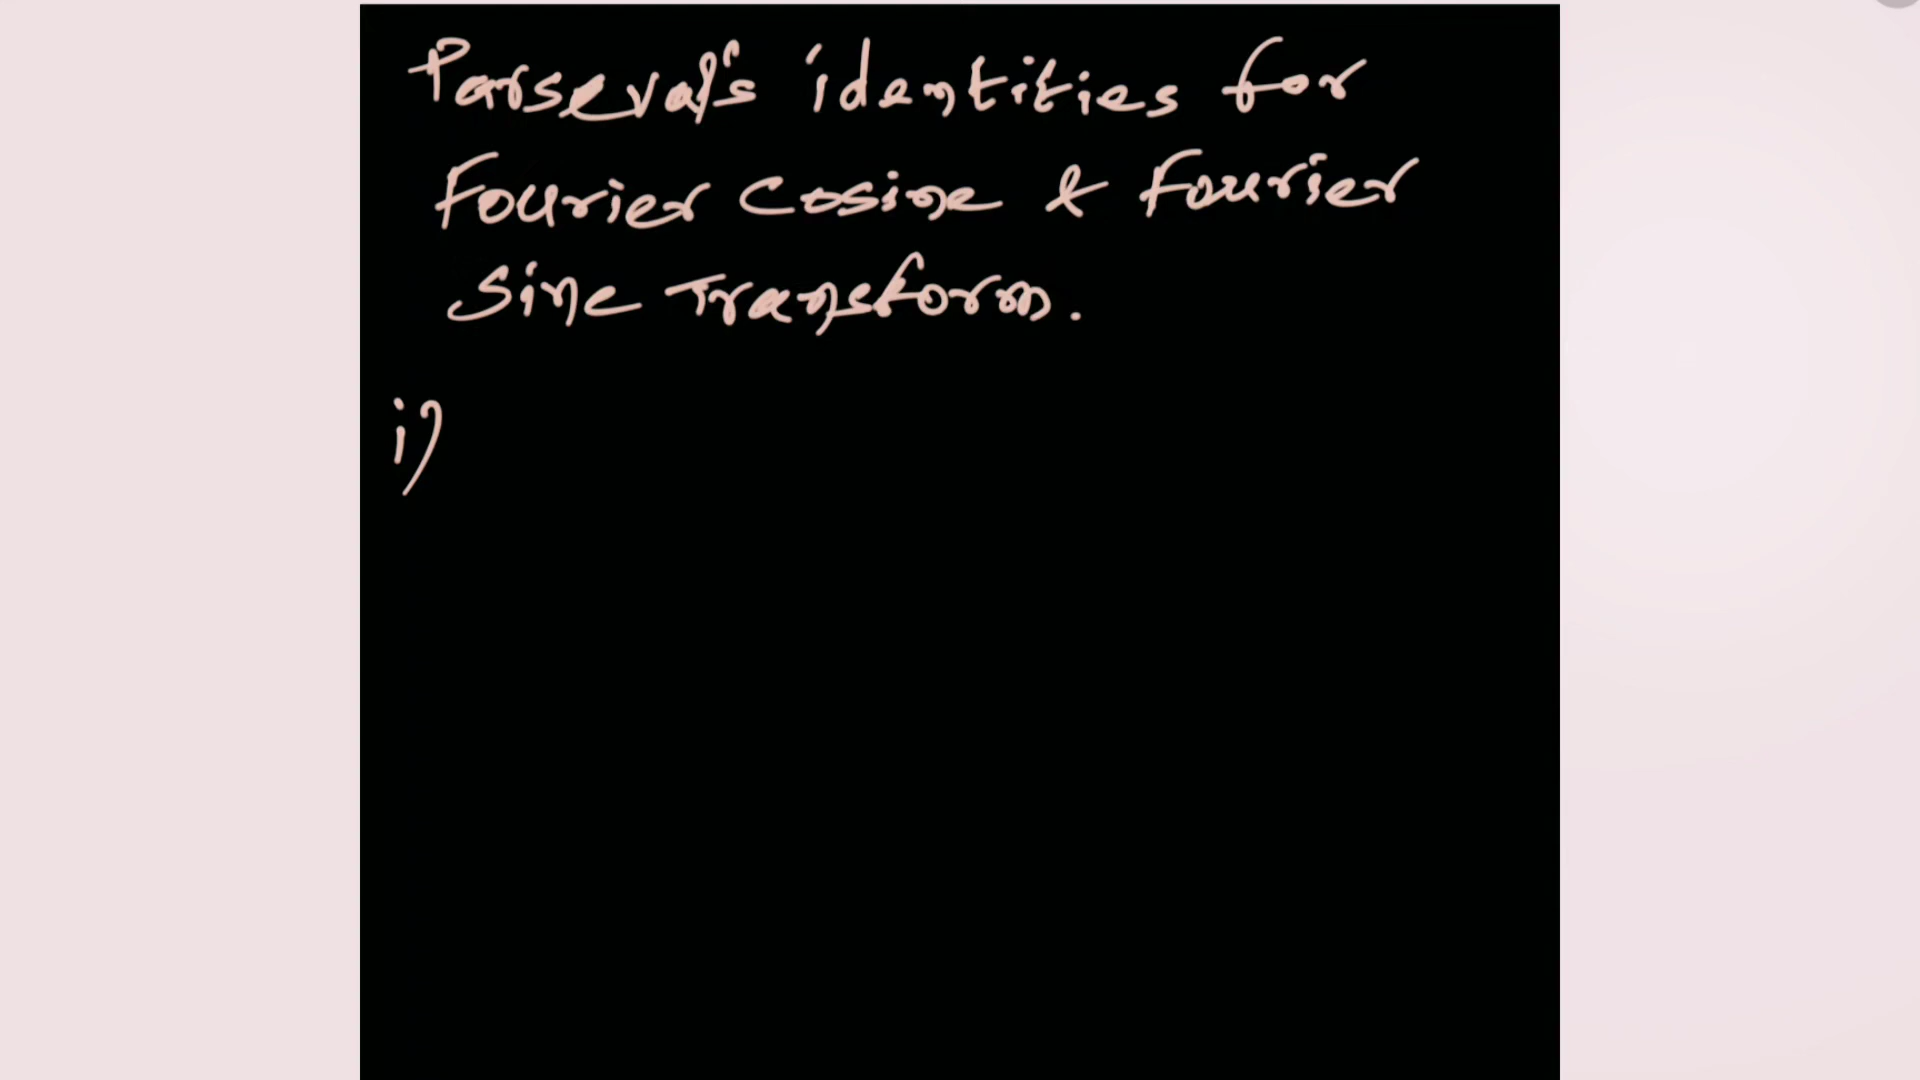 Parseval's identities for
Fourier Cosine & Fourier
Sine Transform.
i)